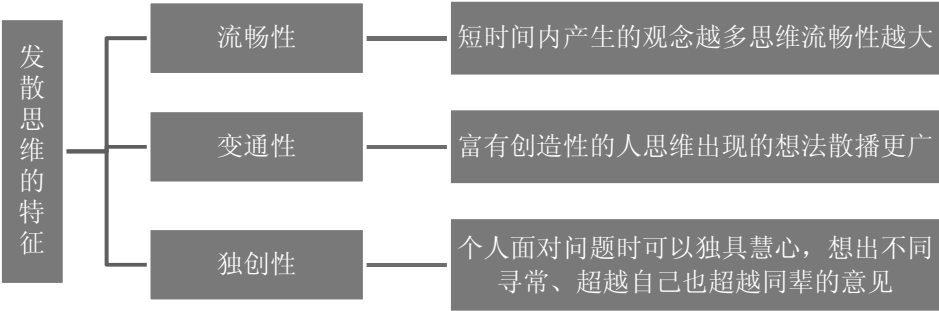 发散思维的特征
流畅性
短时间内产生的观念越多思维流畅性越大
变通性
富有创造性的人思维出现的想法散播更广
独创性
个人面对问题时可以独具慧心，想出不同
寻常、超越自己也超越同辈的意见